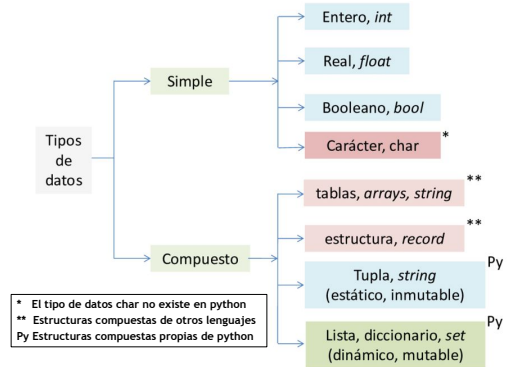 Tipos
de
datos
Simple
Entero, int
Real, float
Booleano, bool
Carácter, char
*
Compuesto
tablas, arrays, string
**
estructura, record
**
Tupla, string
(estático, inmutable)
Py
Lista, diccionario, set
(dinámico, mutable)
Py
* El tipo de datos char no existe en python
** Estructuras compuestas de otros lenguajes
Py Estructuras compuestas propias de python